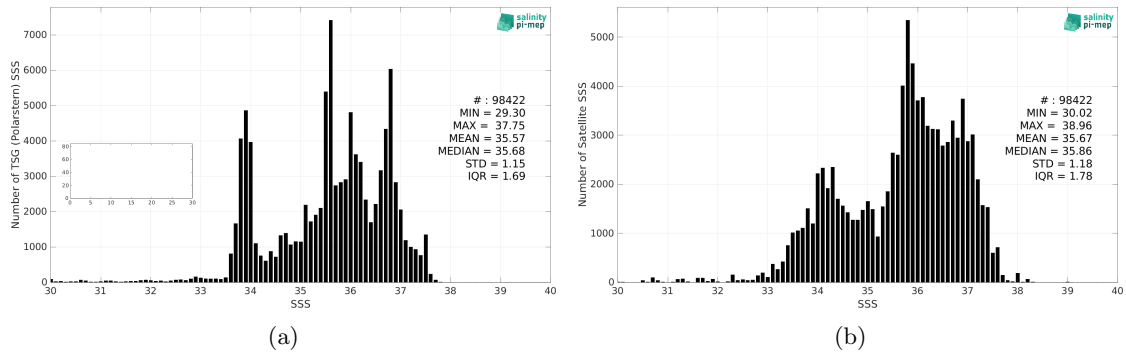 salinity
pi-mep
Number of TSG (Polarstern) SSS
7000
6000
5000
4000
3000
2000
1000
0
# : 98422
MIN = 29.30
MAX = 37.75
MEAN = 35.57
MEDIAN = 35.68
STD = 1.15
IQR = 1.69
80
60
40
20
0
0 5 10 15 20 25 30
30 31 32 33 34 35 36 37 38 39 40
SSS
(a)
salinity
pi-mep
Number of Satellite SSS
5000
4000
3000
2000
1000
0
# : 98422
MIN = 30.02
MAX = 38.96
MEAN = 35.67
MEDIAN = 35.86
STD = 1.18
IQR = 1.78
30 31 32 33 34 35 36 37 38 39 40
SSS
(b)